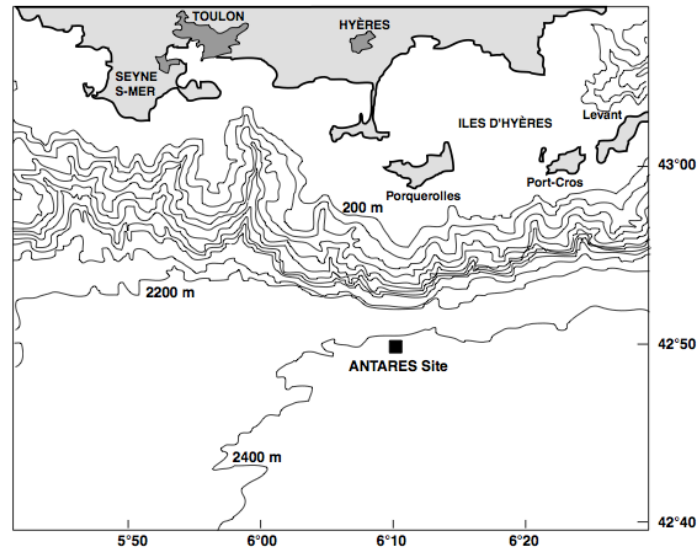 TOULON
HYÈRES
SEYNE
S-MER
ILES D'HYÈRES
Levant
43°00
Porquerolles
Port-Cros
200 m
2200 m
42°50
ANTARES Site
2400 m
42°40
5°50
6°00
6°10
6°20